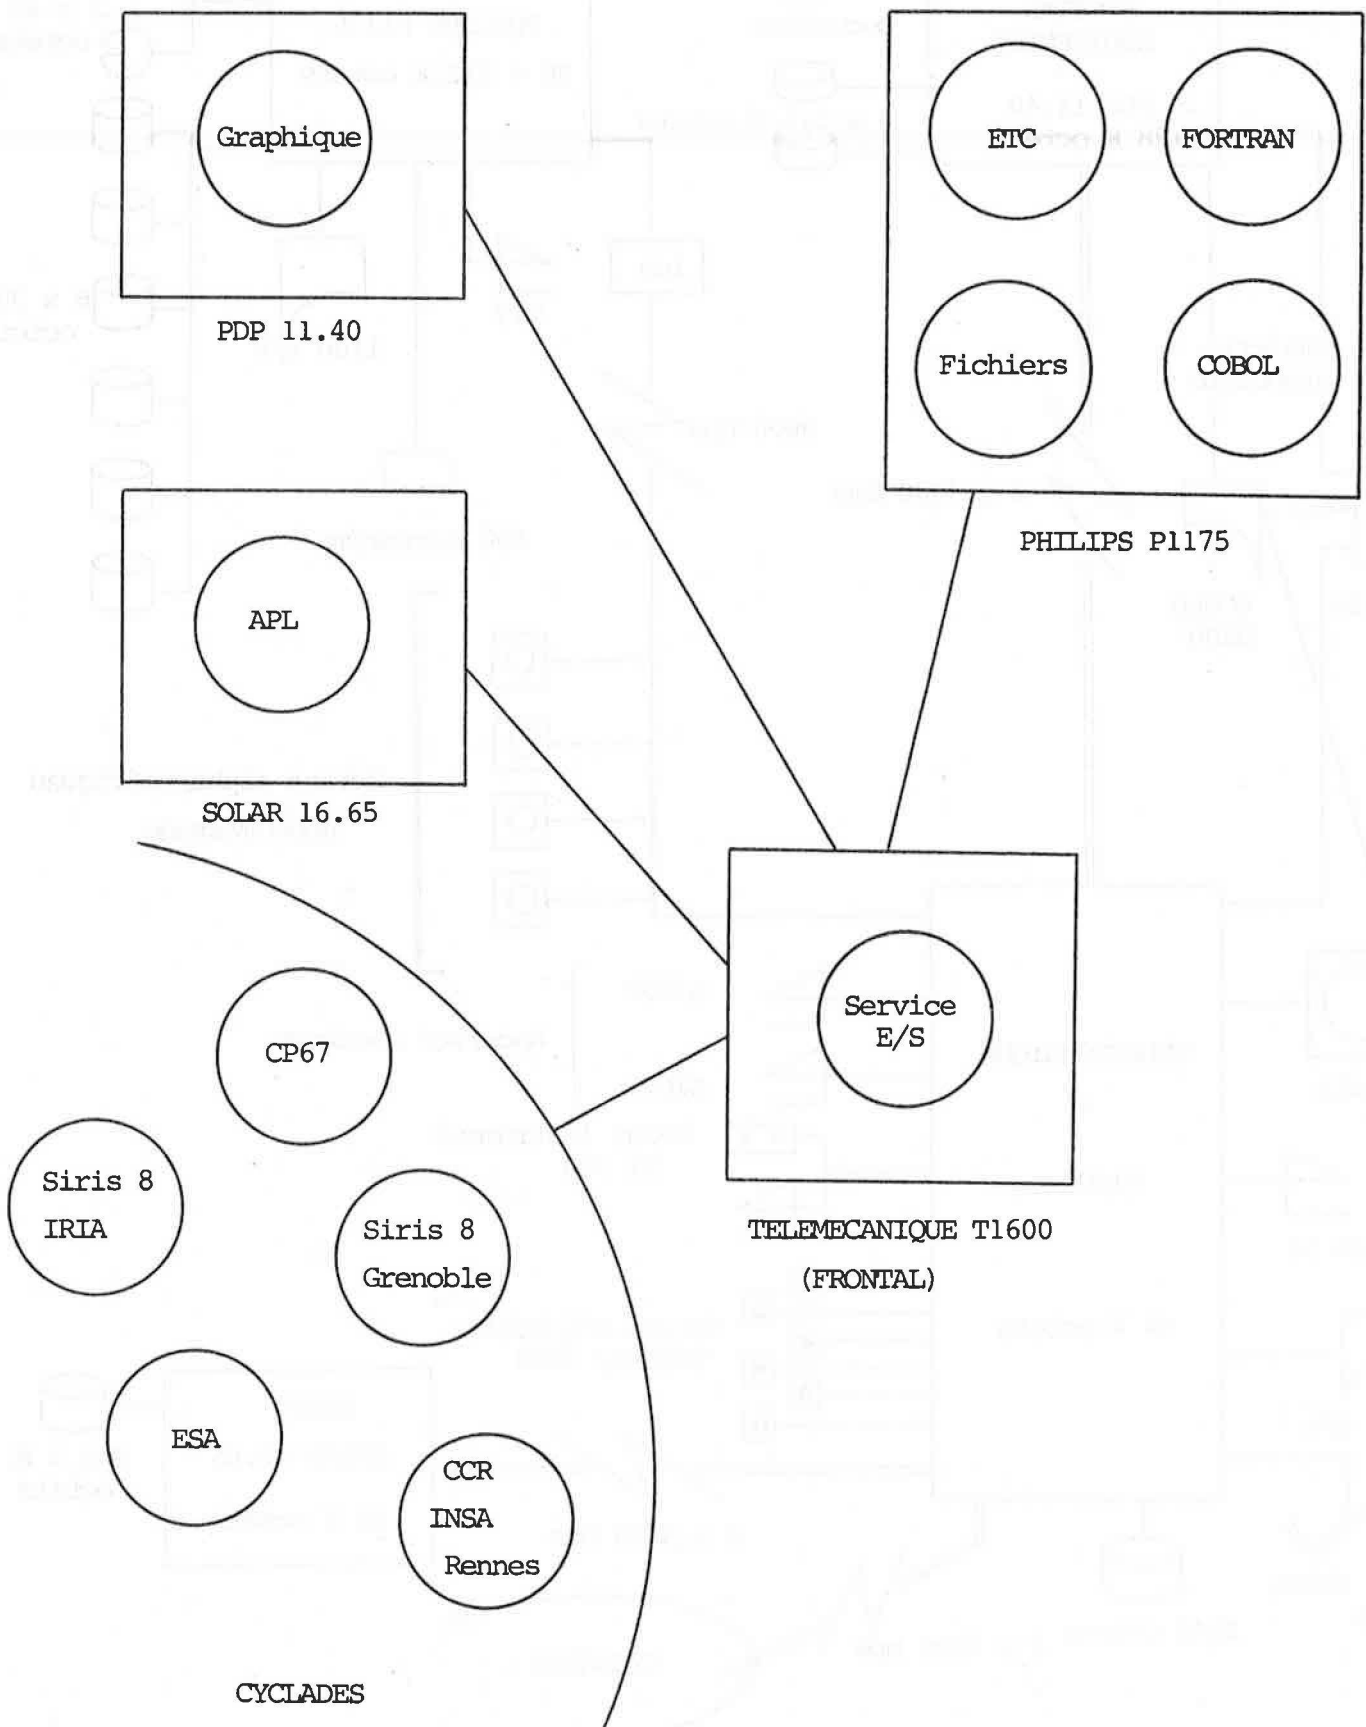 Graphique
PDP 11.40
ETC
FORTRAN
Fichiers
COBOL
PHILIPS P1175
APL
SOLAR 16.65
Service
E/S
TELEMECANIQUE T1600
(FRONTAL)
CP67
Siris 8
IRIA
Siris 8
Grenoble
ESA
CCR
INSA
Rennes
CYCLADES